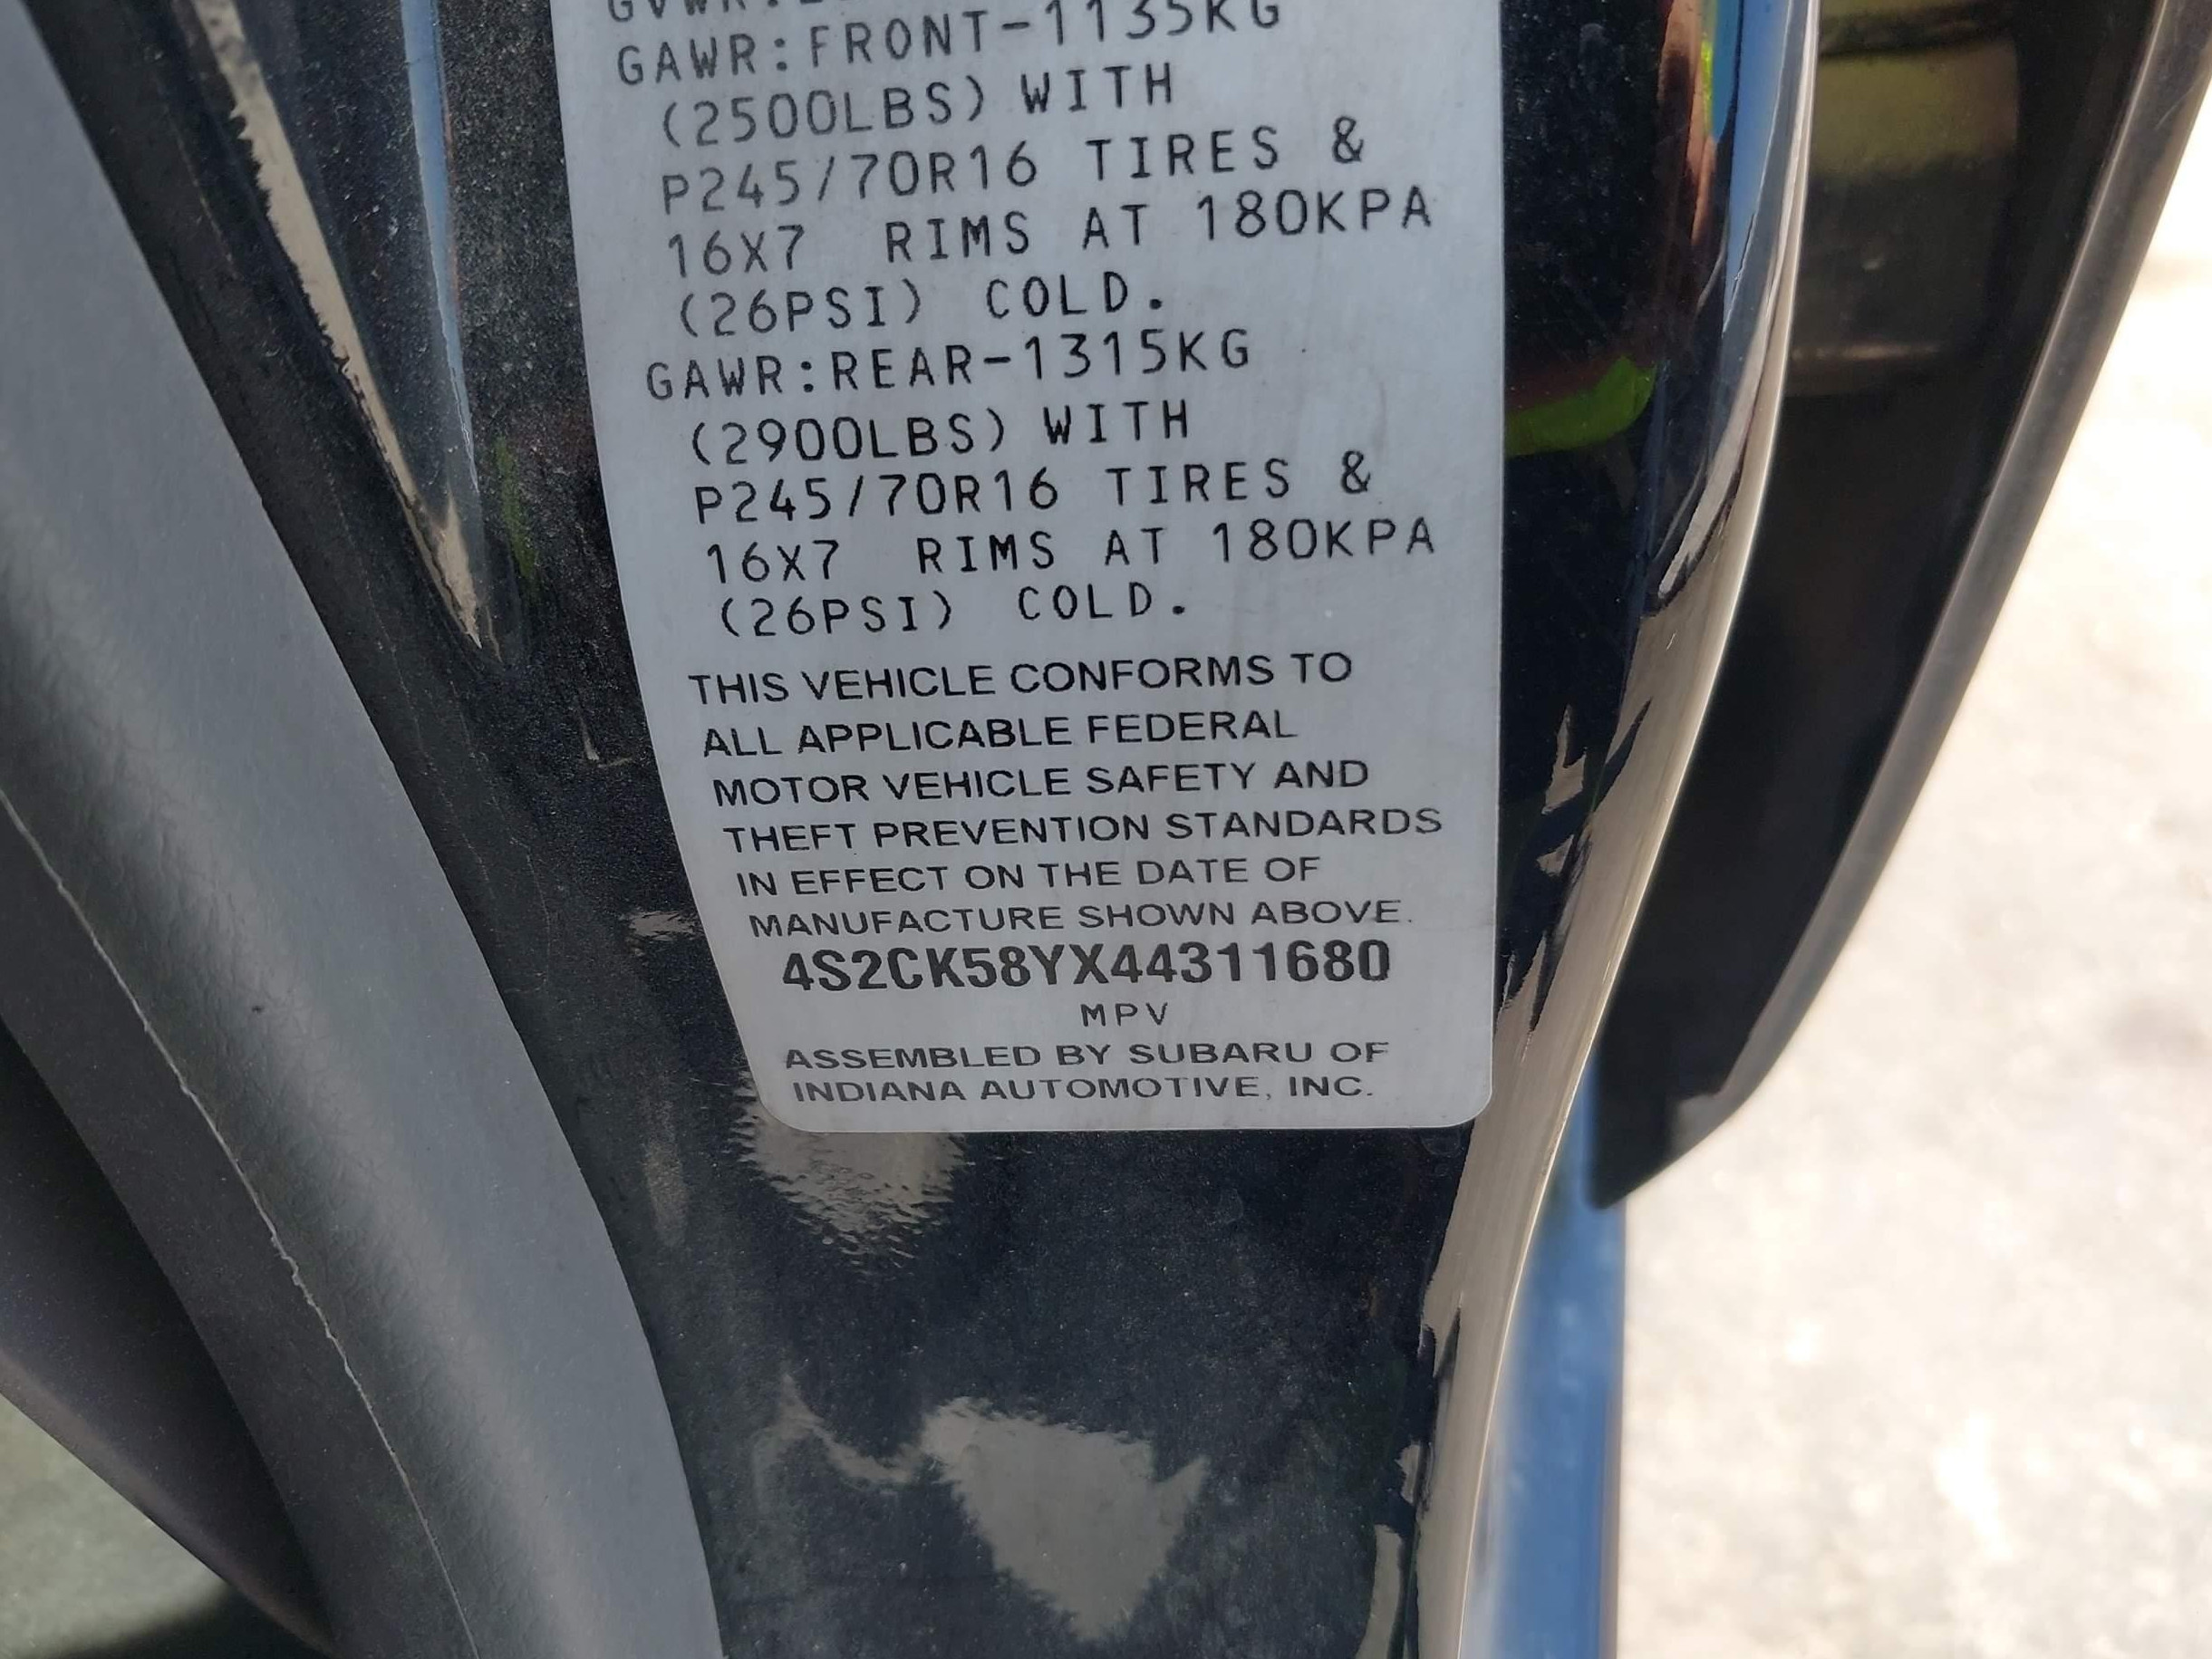 GAWR:FRONT-1135KG
(2500LBS) WITH
P245/70R16 TIRES &
16X7 RIMS AT 180KPA
(26PSI) COLD.
GAWR:REAR-1315KG
(2900LBS) WITH
P245/70R16 TIRES &
16X7 RIMS AT 180KPA
(26PSI) COLD.
THIS VEHICLE CONFORMS TO
ALL APPLICABLE FEDERAL
MOTOR VEHICLE SAFETY AND
THEFT PREVENTION STANDARDS
IN EFFECT ON THE DATE OF
MANUFACTURE SHOWN ABOVE.
4S2CK58YX44311680
MPV
ASSEMBLED BY SUBARU OF
INDIANA AUTOMOTIVE, INC.